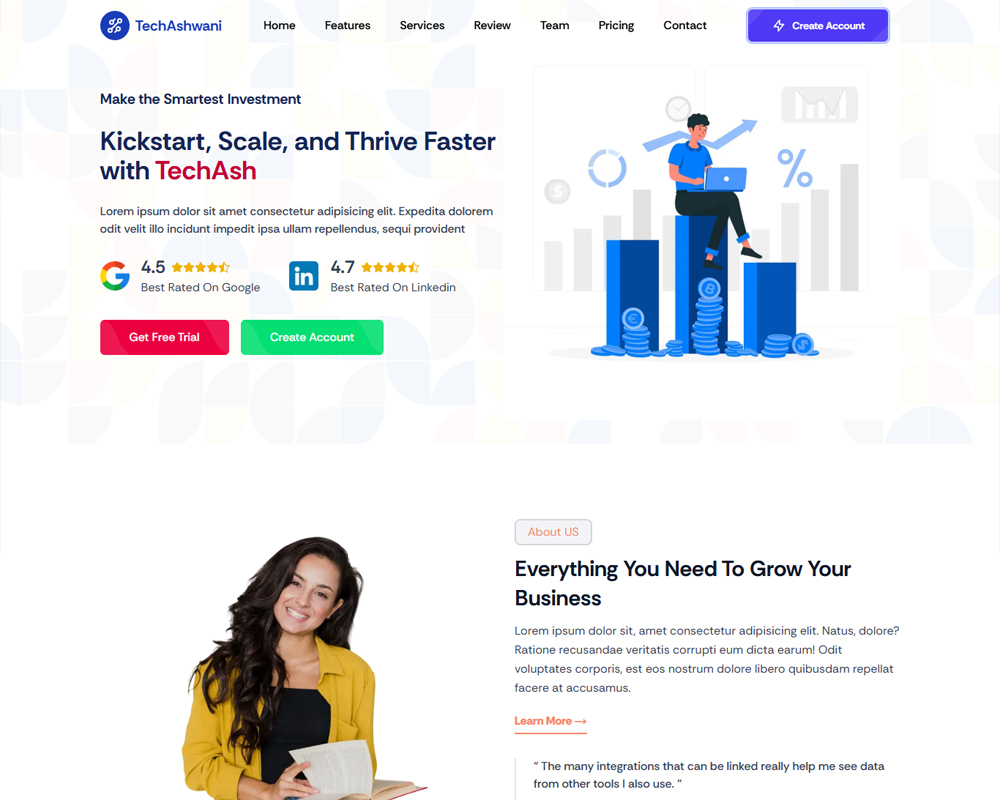 TechAshwani
Home
Features
Services
Review
Team
Pricing
Contact
Create Account
Make the Smartest Investment
Kickstart, Scale, and Thrive Faster
with TechAsh
Lorem ipsum dolor sit amet consectetur adipisicing elit. Expedita dolorem
odit velit illo incidunt impedit ipsa ullam repellendus, sequi provident
4.5
Best Rated On Google
in
4.7
Best Rated On Linkedin
Get Free Trial
Create Account
About US
Everything You Need To Grow Your
Business
Lorem ipsum dolor sit, amet consectetur adipisicing elit. Natus, dolore?
Ratione recusandae veritatis corrupti eum dicta earum! Odit
voluptates corporis, est eos nostrum dolore libero quibusdam repellat
facere at accusamus.
Learn More →
" The many integrations that can be linked really help me see data
from other tools I also use. "